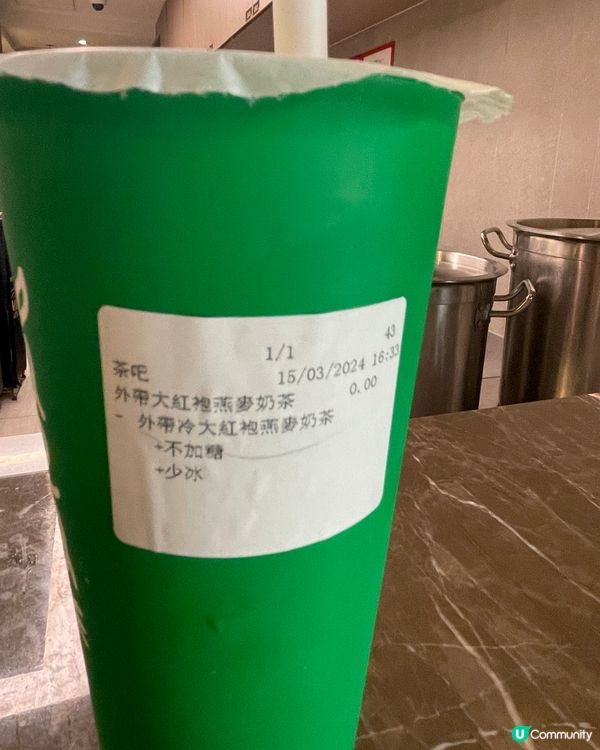 43
1/1
茶吧 15/03/2024 16:33
外帶大紅袍燕麥奶茶 0.00
- 外帶冷大紅袍燕麥奶茶
+不加糖
+少冰
U Community